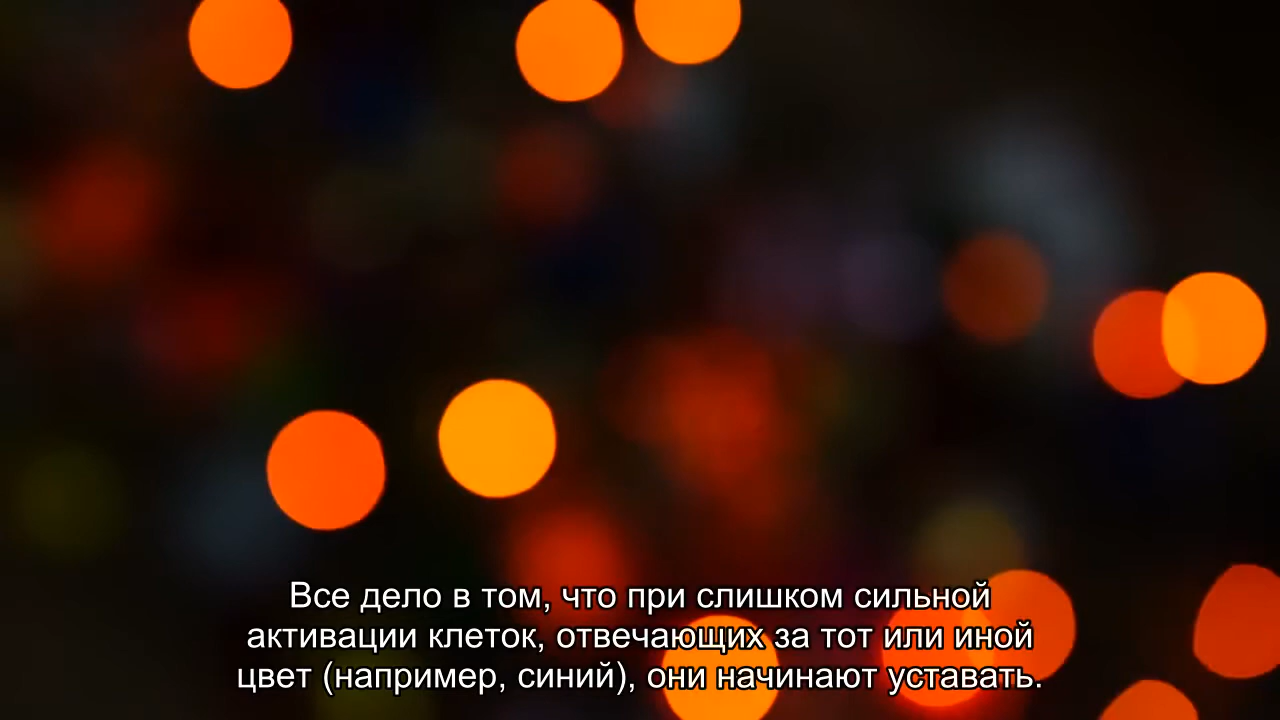 Все дело в том, что при слишком сильной
активации клеток, отвечающих за тот или иной
цвет (например, синий), они начинают уставать.